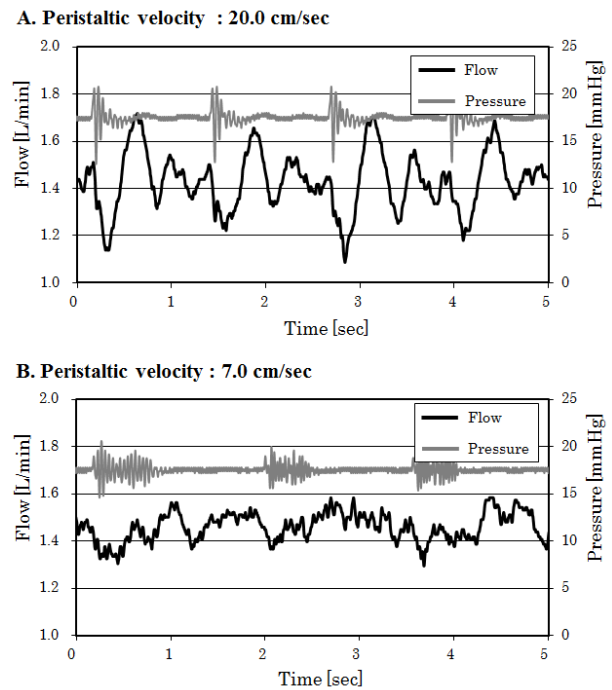 A. Peristaltic velocity : 20.0 cm/sec
2.0
1.8
1.6
1.4
1.2
1.0
Flow [L/min]
25
20
15
10
5
0
Pressure [mmHg]
Flow
Pressure
0 1 2 3 4 5
Time [sec]
B. Peristaltic velocity : 7.0 cm/sec
2.0
1.8
1.6
1.4
1.2
1.0
Flow [L/min]
25
20
15
10
5
0
Pressure [mmHg]
Flow
Pressure
0 1 2 3 4 5
Time [sec]